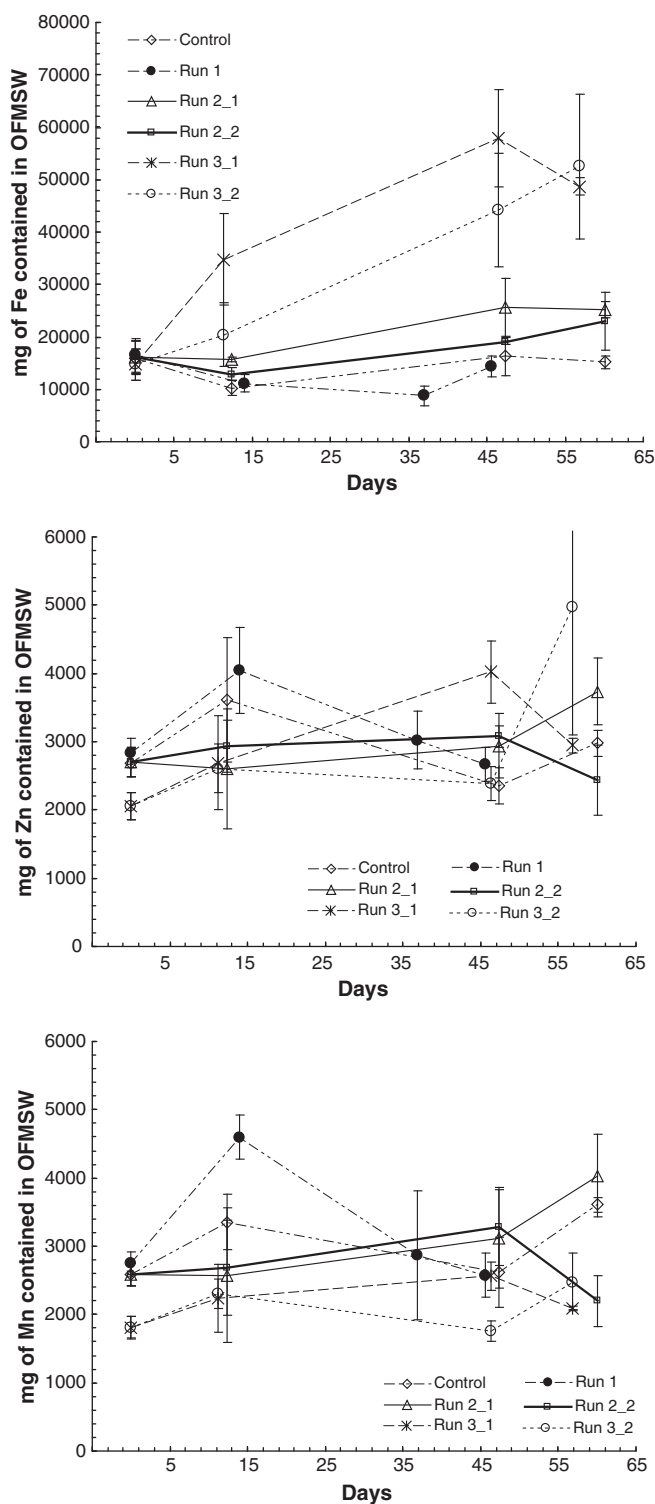 80000
70000
60000
50000
40000
30000
20000
10000
0
mg of Fe contained in OFMSW
Control
Run 1
Run 2_1
Run 2_2
Run 3_1
Run 3_2
5 15 25 35 45 55 65
Days
6000
5000
4000
3000
2000
1000
0
mg of Zn contained in OFMSW
Control Run 1
Run 2_1 Run 2_2
Run 3_1 Run 3_2
5 15 25 35 45 55 65
Days
6000
5000
4000
3000
2000
1000
0
mg of Mn contained in OFMSW
Control Run 1
Run 2_1 Run 2_2
Run 3_1 Run 3_2
5 15 25 35 45 55 65
Days